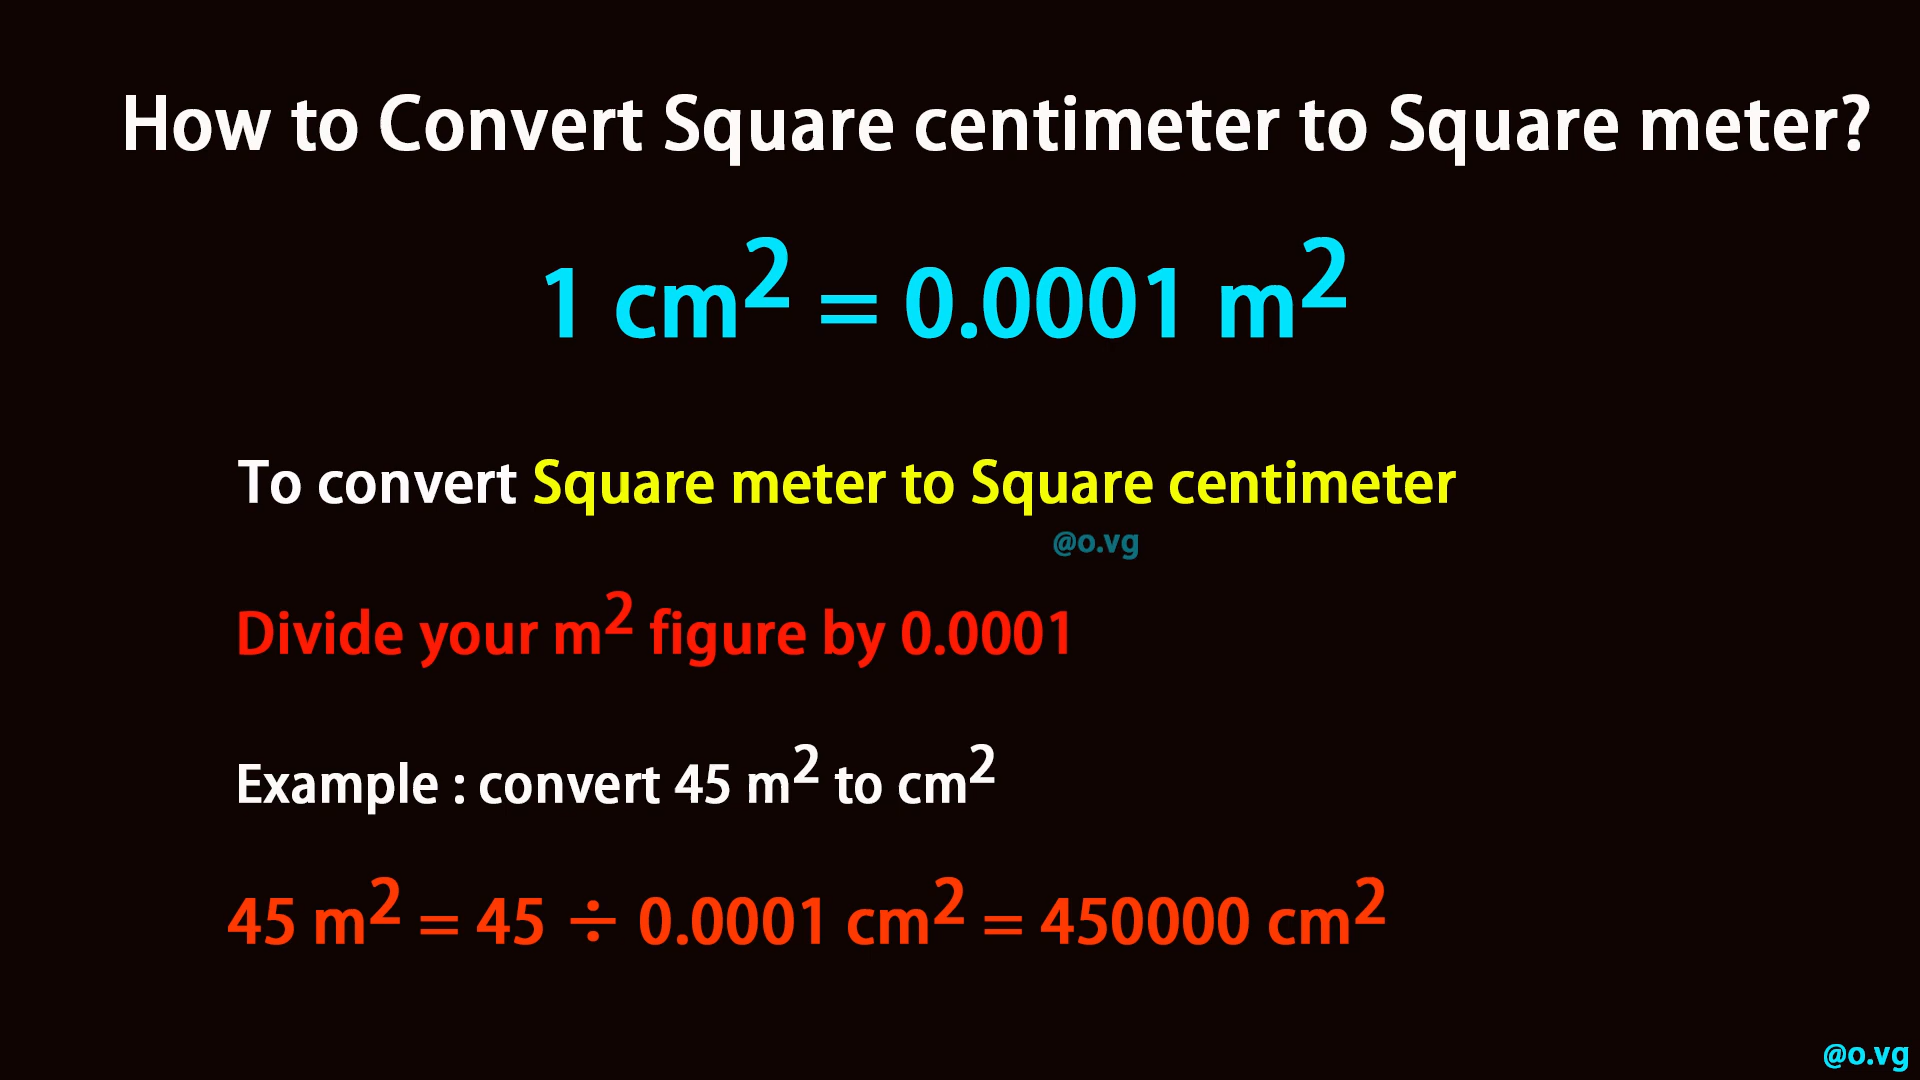 How to Convert Square centimeter to Square meter?
1 cm² = 0.0001 m²
To convert Square meter to Square centimeter
@o.vg
Divide your m² figure by 0.0001
Example : convert 45 m² to cm²
45 m² = 45 ÷ 0.0001 cm² = 450000 cm²
@o.vg